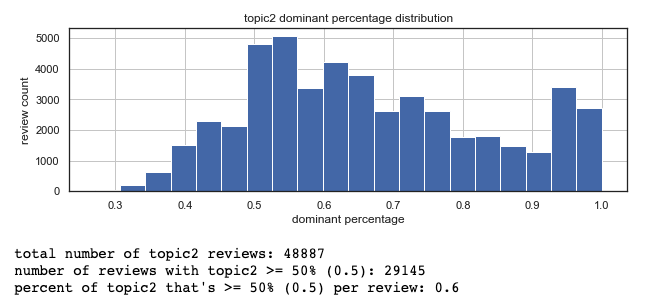 topic2 dominant percentage distribution
5000
4000
3000
2000
1000
0
review count
0.3 0.4 0.5 0.6 0.7 0.8 0.9 1.0
dominant percentage
total number of topic2 reviews: 48887
number of reviews with topic2 >= 50% (0.5): 29145
percent of topic2 that's >= 50% (0.5) per review: 0.6